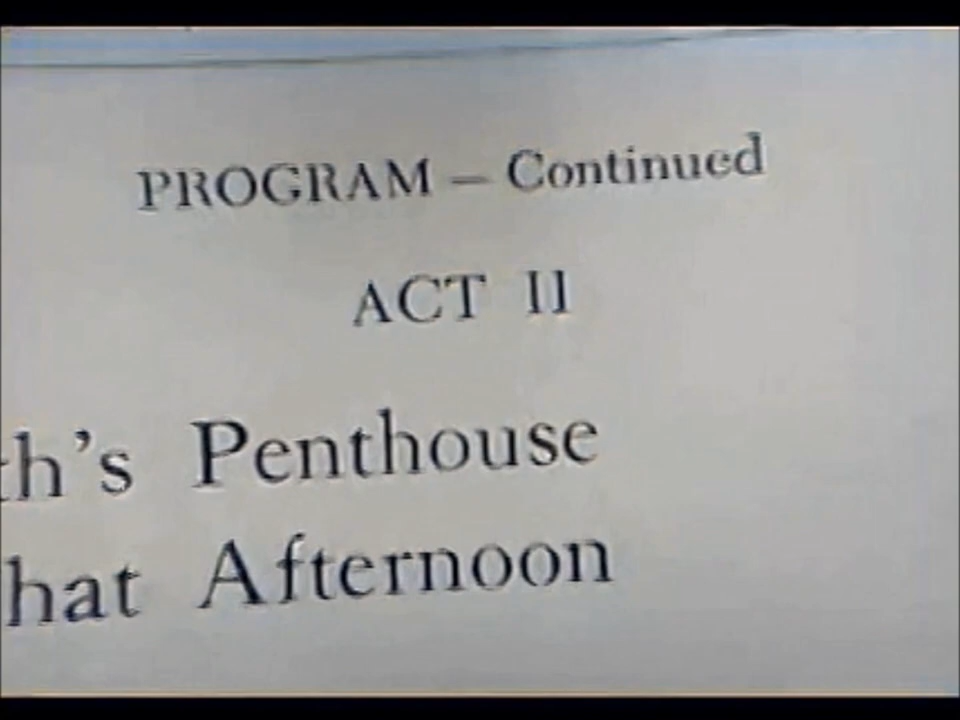 PROGRAM — Continued
ACT II
th's Penthouse
hat Afternoon